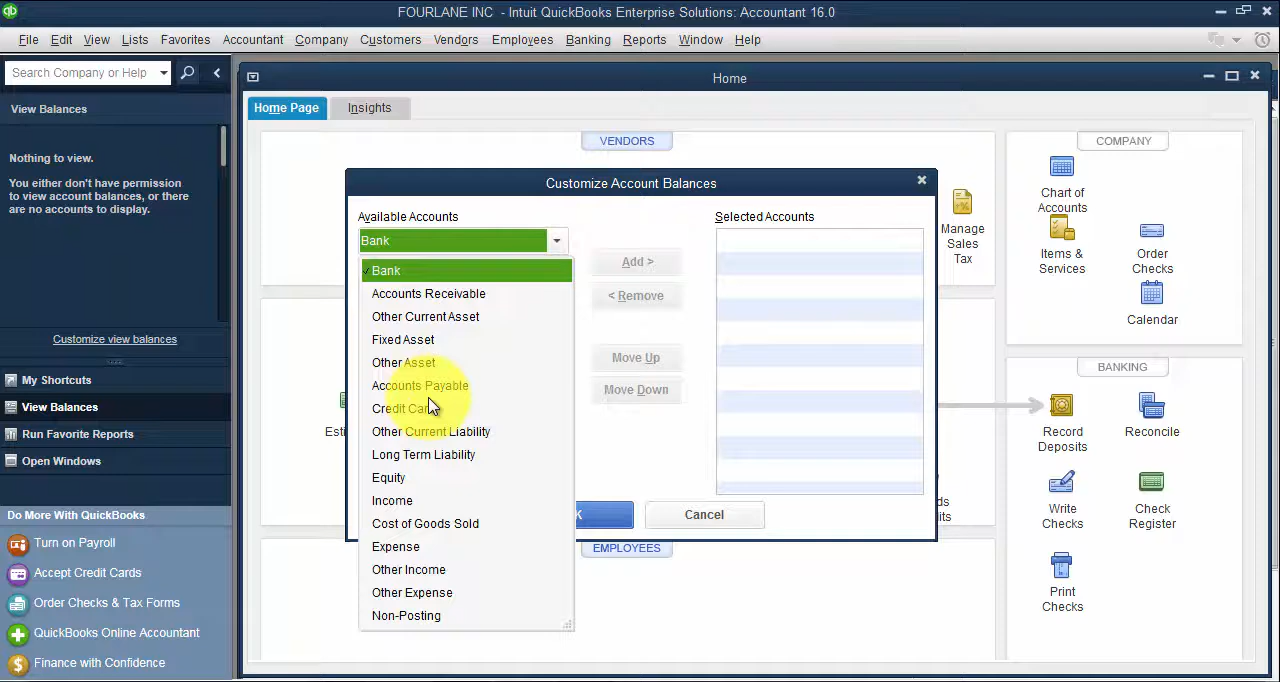 FOURLANE INC - Intuit QuickBooks Enterprise Solutions: Accountant 16.0
File Edit View Lists Favorites Accountant Company Customers Vendors Employees Banking Reports Window Help
Search Company or Help
View Balances
Nothing to view.
You either don't have permission
to view account balances, or there
are no accounts to display.
Customize view balances
My Shortcuts
View Balances
Run Favorite Reports
Open Windows
Do More With QuickBooks
Turn on Payroll
Accept Credit Cards
Order Checks & Tax Forms
QuickBooks Online Accountant
Finance with Confidence
Home
Home Page
Insights
VENDORS
Manage
Sales
Tax
Customize Account Balances
Available Accounts
Bank
Bank
Accounts Receivable
Other Current Asset
Fixed Asset
Other Asset
Accounts Payable
Credit Car
Other Current Liability
Long Term Liability
Equity
Income
Cost of Goods Sold
Expense
Other Income
Other Expense
Non-Posting
Add >
< Remove
Move Up
Move Down
Selected Accounts
K
Cancel
Esti
ds
its
EMPLOYEES
COMPANY
Chart of
Accounts
Items &
Services
Order
Checks
Calendar
BANKING
Record
Deposits
Reconcile
Write
Checks
Check
Register
Print
Checks